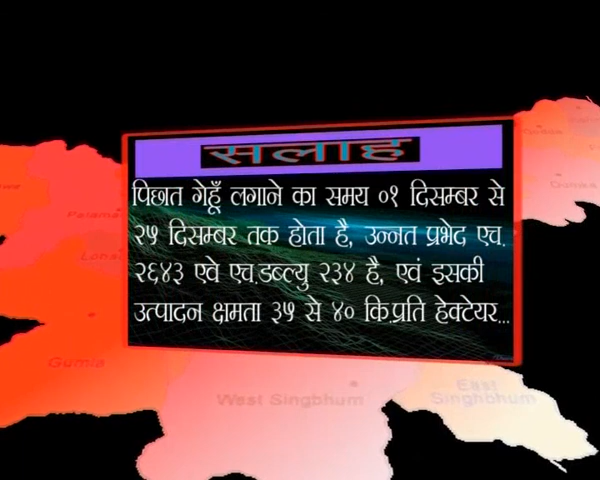 सलाह
पिछात गेहूँ लगाने का समय ०१ दिसम्बर से
२५ दिसम्बर तक होता है, उन्नत प्रभेद एच.
२६४३ एवे एच.डब्ल्यु २३४ है, एवं इसकी
उत्पादन क्षमता ३५ से ४० कि.प्रति हेक्टेयर...
Gumla
West Singbhum
East
Singhbhum